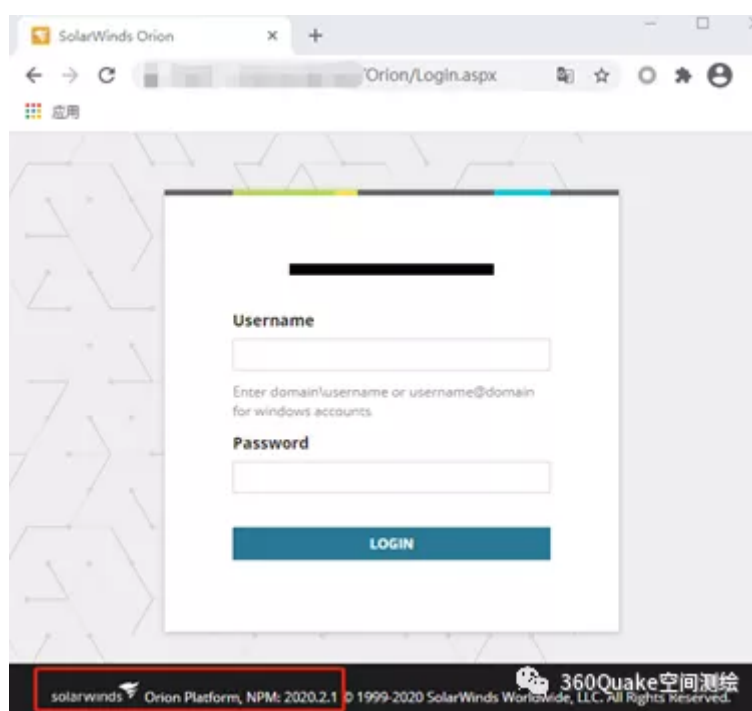 SolarWinds Orion
/Orion/Login.aspx
应用
Username
Enter domain\username or username@domain
for windows accounts
Password
LOGIN
solarwinds Orion Platform, NPM: 2020.2.1 © 1999-2020 SolarWinds Worldwide, LLC. All Rights Reserved.
360Quake空间测绘